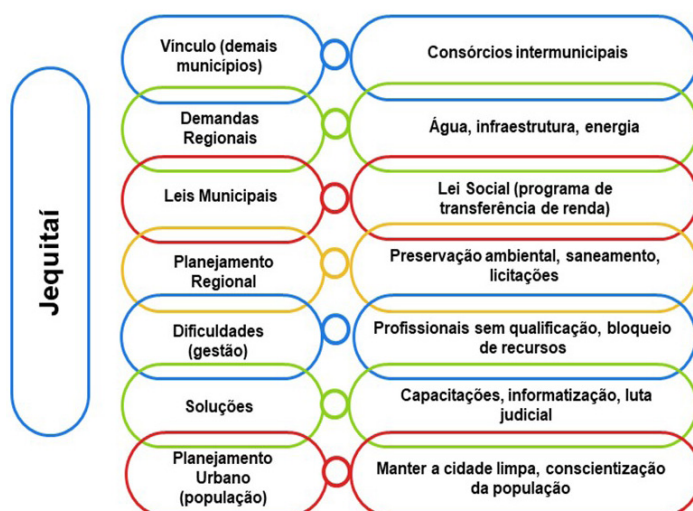 Jequitaí
Vínculo (demais
municípios)
Consórcios intermunicipais
Demandas
Regionais
Água, infraestrutura, energia
Leis Municipais
Lei Social (programa de
transferência de renda)
Planejamento
Regional
Preservação ambiental, saneamento,
licitações
Dificuldades
(gestão)
Profissionais sem qualificação, bloqueio
de recursos
Soluções
Capacitações, informatização, luta
judicial
Planejamento
Urbano
(população)
Manter a cidade limpa, conscientização
da população